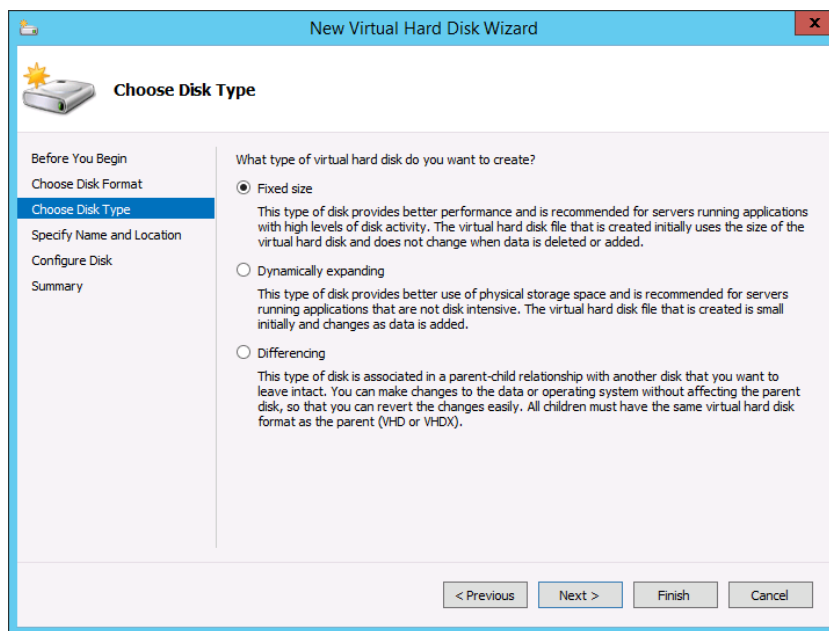 New Virtual Hard Disk Wizard
x
Choose Disk Type
Before You Begin
Choose Disk Format
Choose Disk Type
Specify Name and Location
Configure Disk
Summary
What type of virtual hard disk do you want to create?
Fixed size
This type of disk provides better performance and is recommended for servers running applications
with high levels of disk activity. The virtual hard disk file that is created initially uses the size of the
virtual hard disk and does not change when data is deleted or added.
Dynamically expanding
This type of disk provides better use of physical storage space and is recommended for servers
running applications that are not disk intensive. The virtual hard disk file that is created is small
initially and changes as data is added.
Differencing
This type of disk is associated in a parent-child relationship with another disk that you want to
leave intact. You can make changes to the data or operating system without affecting the parent
disk, so that you can revert the changes easily. All children must have the same virtual hard disk
format as the parent (VHD or VHDX).
< Previous
Next >
Finish
Cancel